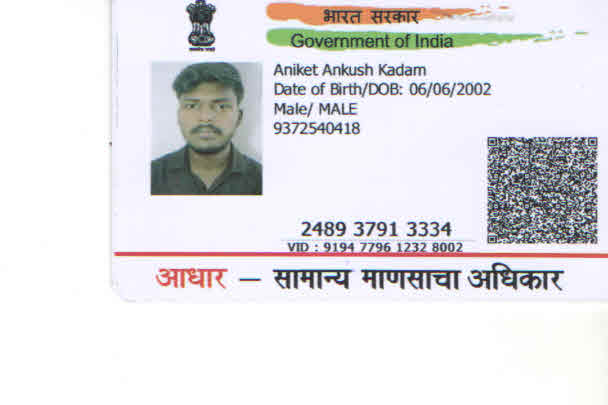 भारत सरकार
Government of India
Aniket Ankush Kadam
Date of Birth/DOB: 06/06/2002
Male/ MALE
9372540418
2489 3791 3334
VID : 9194 7796 1232 8002
आधार — सामान्य माणसाचा अधिकार